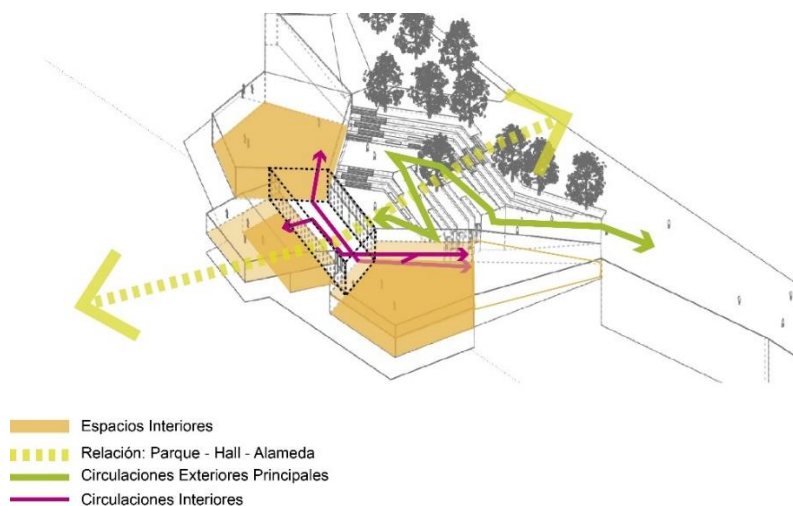 Espacios Interiores
Relación: Parque - Hall - Alameda
Circulaciones Exteriores Principales
Circulaciones Interiores